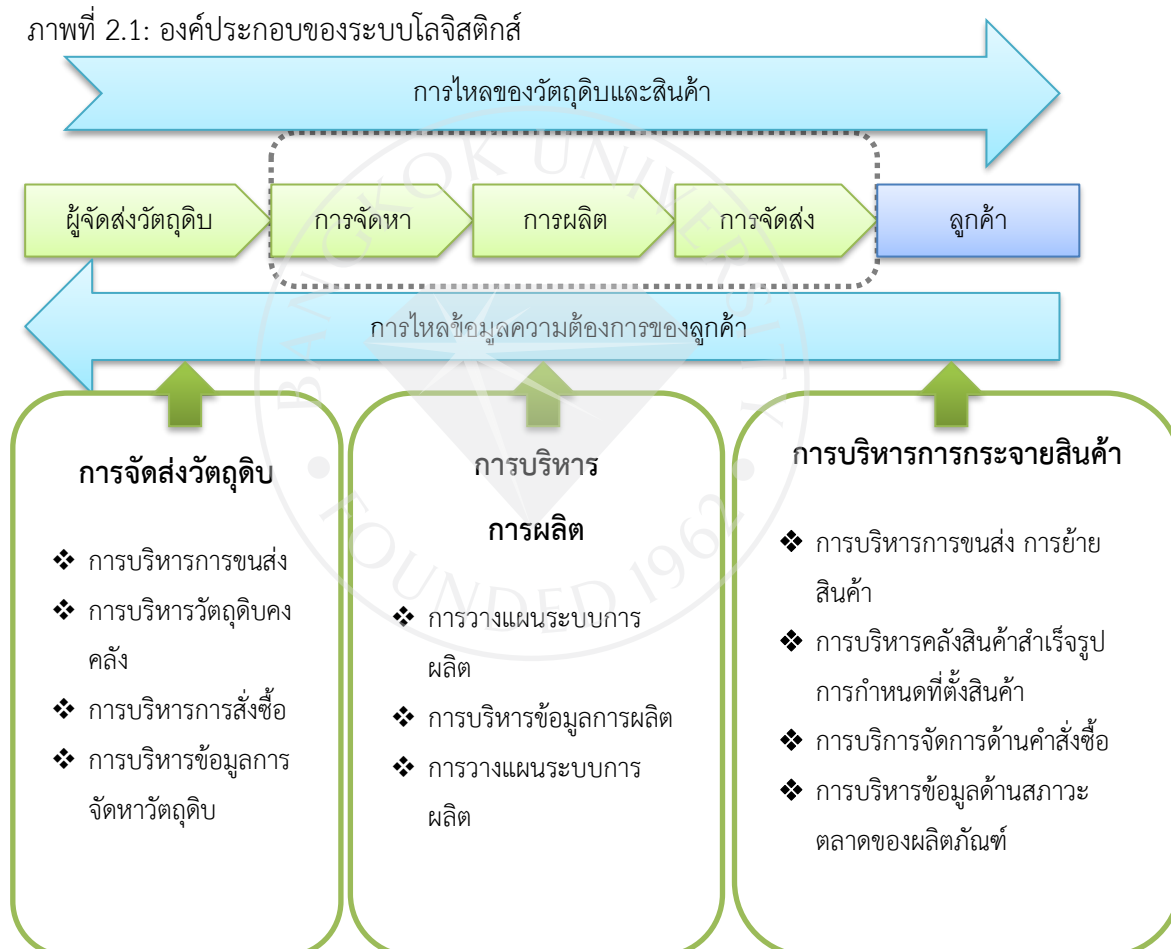 ภาพที่ 2.1: องค์ประกอบของระบบโลจิสติกส์
การไหลของวัตถุดิบและสินค้า
ผู้จัดส่งวัตถุดิบ
การจัดหา
การผลิต
การจัดส่ง
ลูกค้า
การไหลข้อมูลความต้องการของลูกค้า
การจัดส่งวัตถุดิบ
❖ การบริหารการขนส่ง
❖ การบริหารวัตถุดิบคง
คลัง
❖ การบริหารการสั่งซื้อ
❖ การบริหารข้อมูลการ
จัดหาวัตถุดิบ
การบริหาร
การผลิต
❖ การวางแผนระบบการ
ผลิต
❖ การบริหารข้อมูลการผลิต
❖ การวางแผนระบบการ
ผลิต
การบริหารการกระจายสินค้า
❖ การบริหารการขนส่ง การย้าย
สินค้า
❖ การบริหารคลังสินค้าสำเร็จรูป
การกำหนดที่ตั้งสินค้า
❖ การบริการจัดการด้านคำสั่งซื้อ
❖ การบริหารข้อมูลด้านสภาวะ
ตลาดของผลิตภัณฑ์
BANGKOK UNIVERSITY
FOUNDED 1962